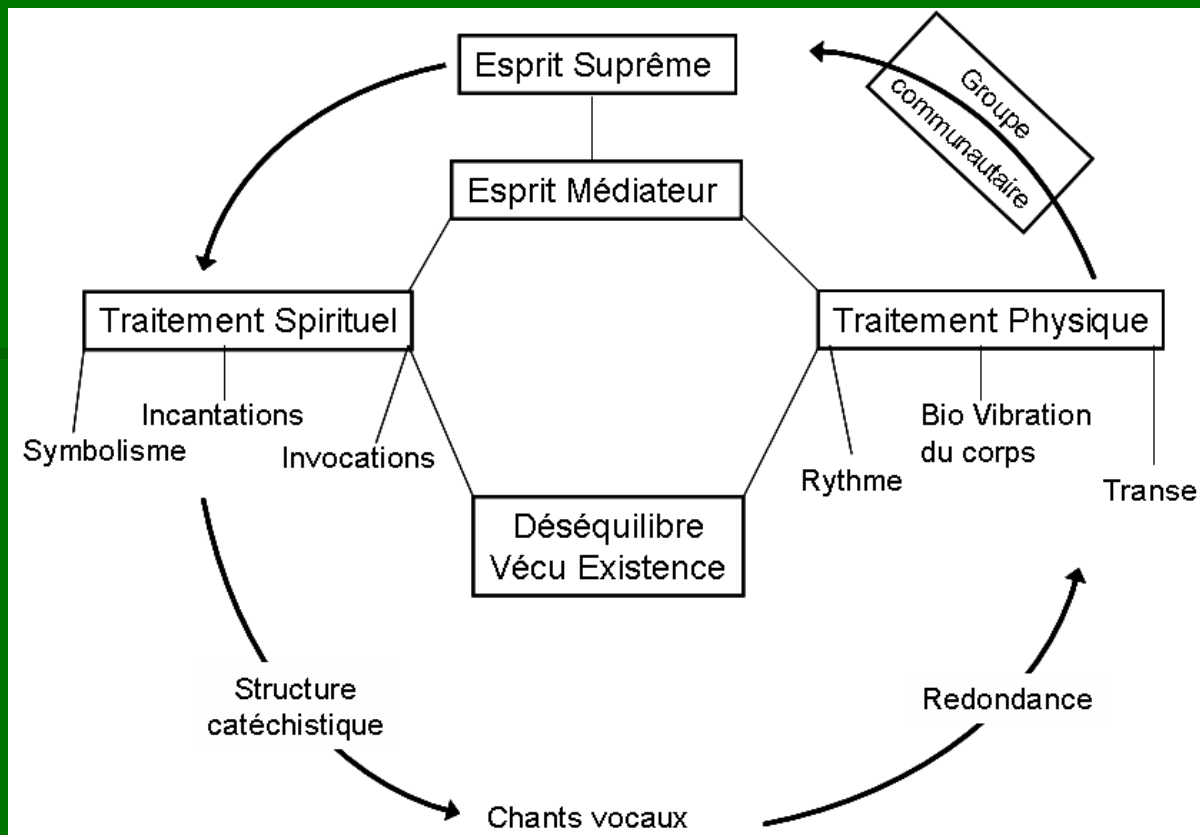 Esprit Suprême
Groupe
communautaire
Esprit Médiateur
Traitement Spirituel
Traitement Physique
Symbolisme
Incantations
Invocations
Rythme
Bio Vibration
du corps
Transe
Déséquilibre
Vécu Existence
Structure
catéchistique
Redondance
Chants vocaux